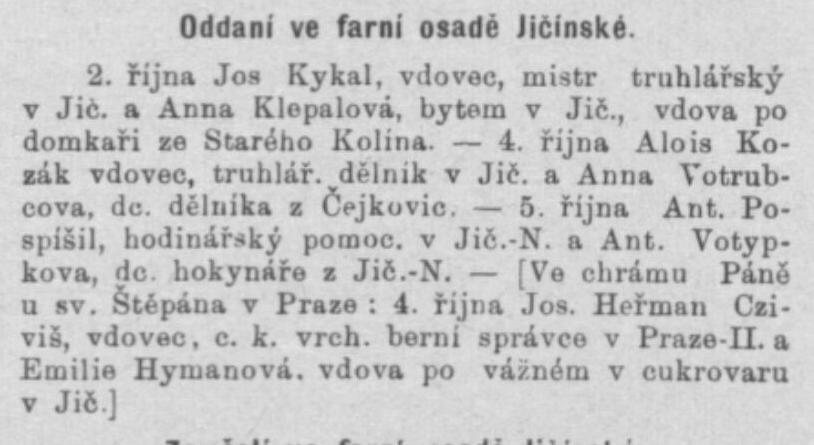 Oddaní ve farní osadě Jičínské.
2. října Jos Kykal, vdovec, mistr truhlářský
v Jič. a Anna Klepalová, bytem v Jič., vdova po
domkaři ze Starého Kolína. — 4. října Alois Ko-
zák vdovec, truhlář. dělník v Jič. a Anna Votrub-
cova, dc. dělníka z Čejkovic. — 5. října Ant. Po-
spíšil, hodinářský pomoc. v Jič.-N. a Ant. Votyp-
kova, dc. hokynáře z Jič.-N. — [Ve chrámu Páně
u sv. Štěpána v Praze : 4. října Jos. Heřman Czi-
viš, vdovec, c. k. vrch. berní správce v Praze-II. a
Emilie Hymanová. vdova po vážném v cukrovaru
v Jič.]